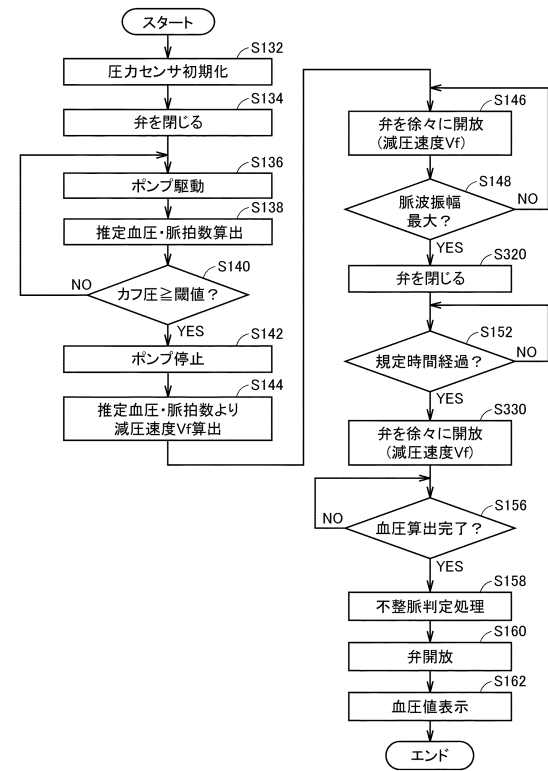 スタート
S132
圧力センサ初期化
S134
弁を閉じる
S136
ポンプ駆動
S138
推定血圧・脈拍数算出
S140
NO
カフ圧≧閾値？
YES
S142
ポンプ停止
S144
推定血圧・脈拍数より
減圧速度Vf算出
S146
弁を徐々に開放
(減圧速度Vf)
S148
脈波振幅
最大？
NO
YES
S320
弁を閉じる
S152
規定時間経過？
NO
YES
S330
弁を徐々に開放
(減圧速度Vf)
S156
NO
血圧算出完了？
YES
S158
不整脈判定処理
S160
弁開放
S162
血圧値表示
エンド